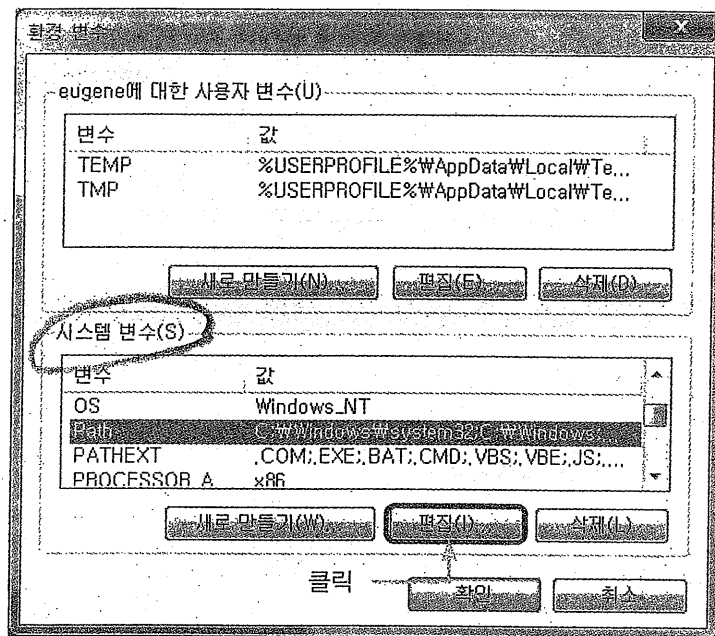 환경 변수
eugene에 대한 사용자 변수(U)
변수 값
TEMP %USERPROFILE%₩AppData₩Local₩Te...
TMP %USERPROFILE%₩AppData₩Local₩Te...
새로 만들기(N)... 편집(E)... 삭제(D)
시스템 변수(S)
변수 값
OS Windows_NT
Path C:₩Windows₩system32;C:₩Windows...
PATHEXT .COM;.EXE;.BAT;.CMD;.VBS;.VBE;.JS;....
PROCESSOR_A x86
새로 만들기(W)... 편집(I)... 삭제(L)
클릭
확인 취소